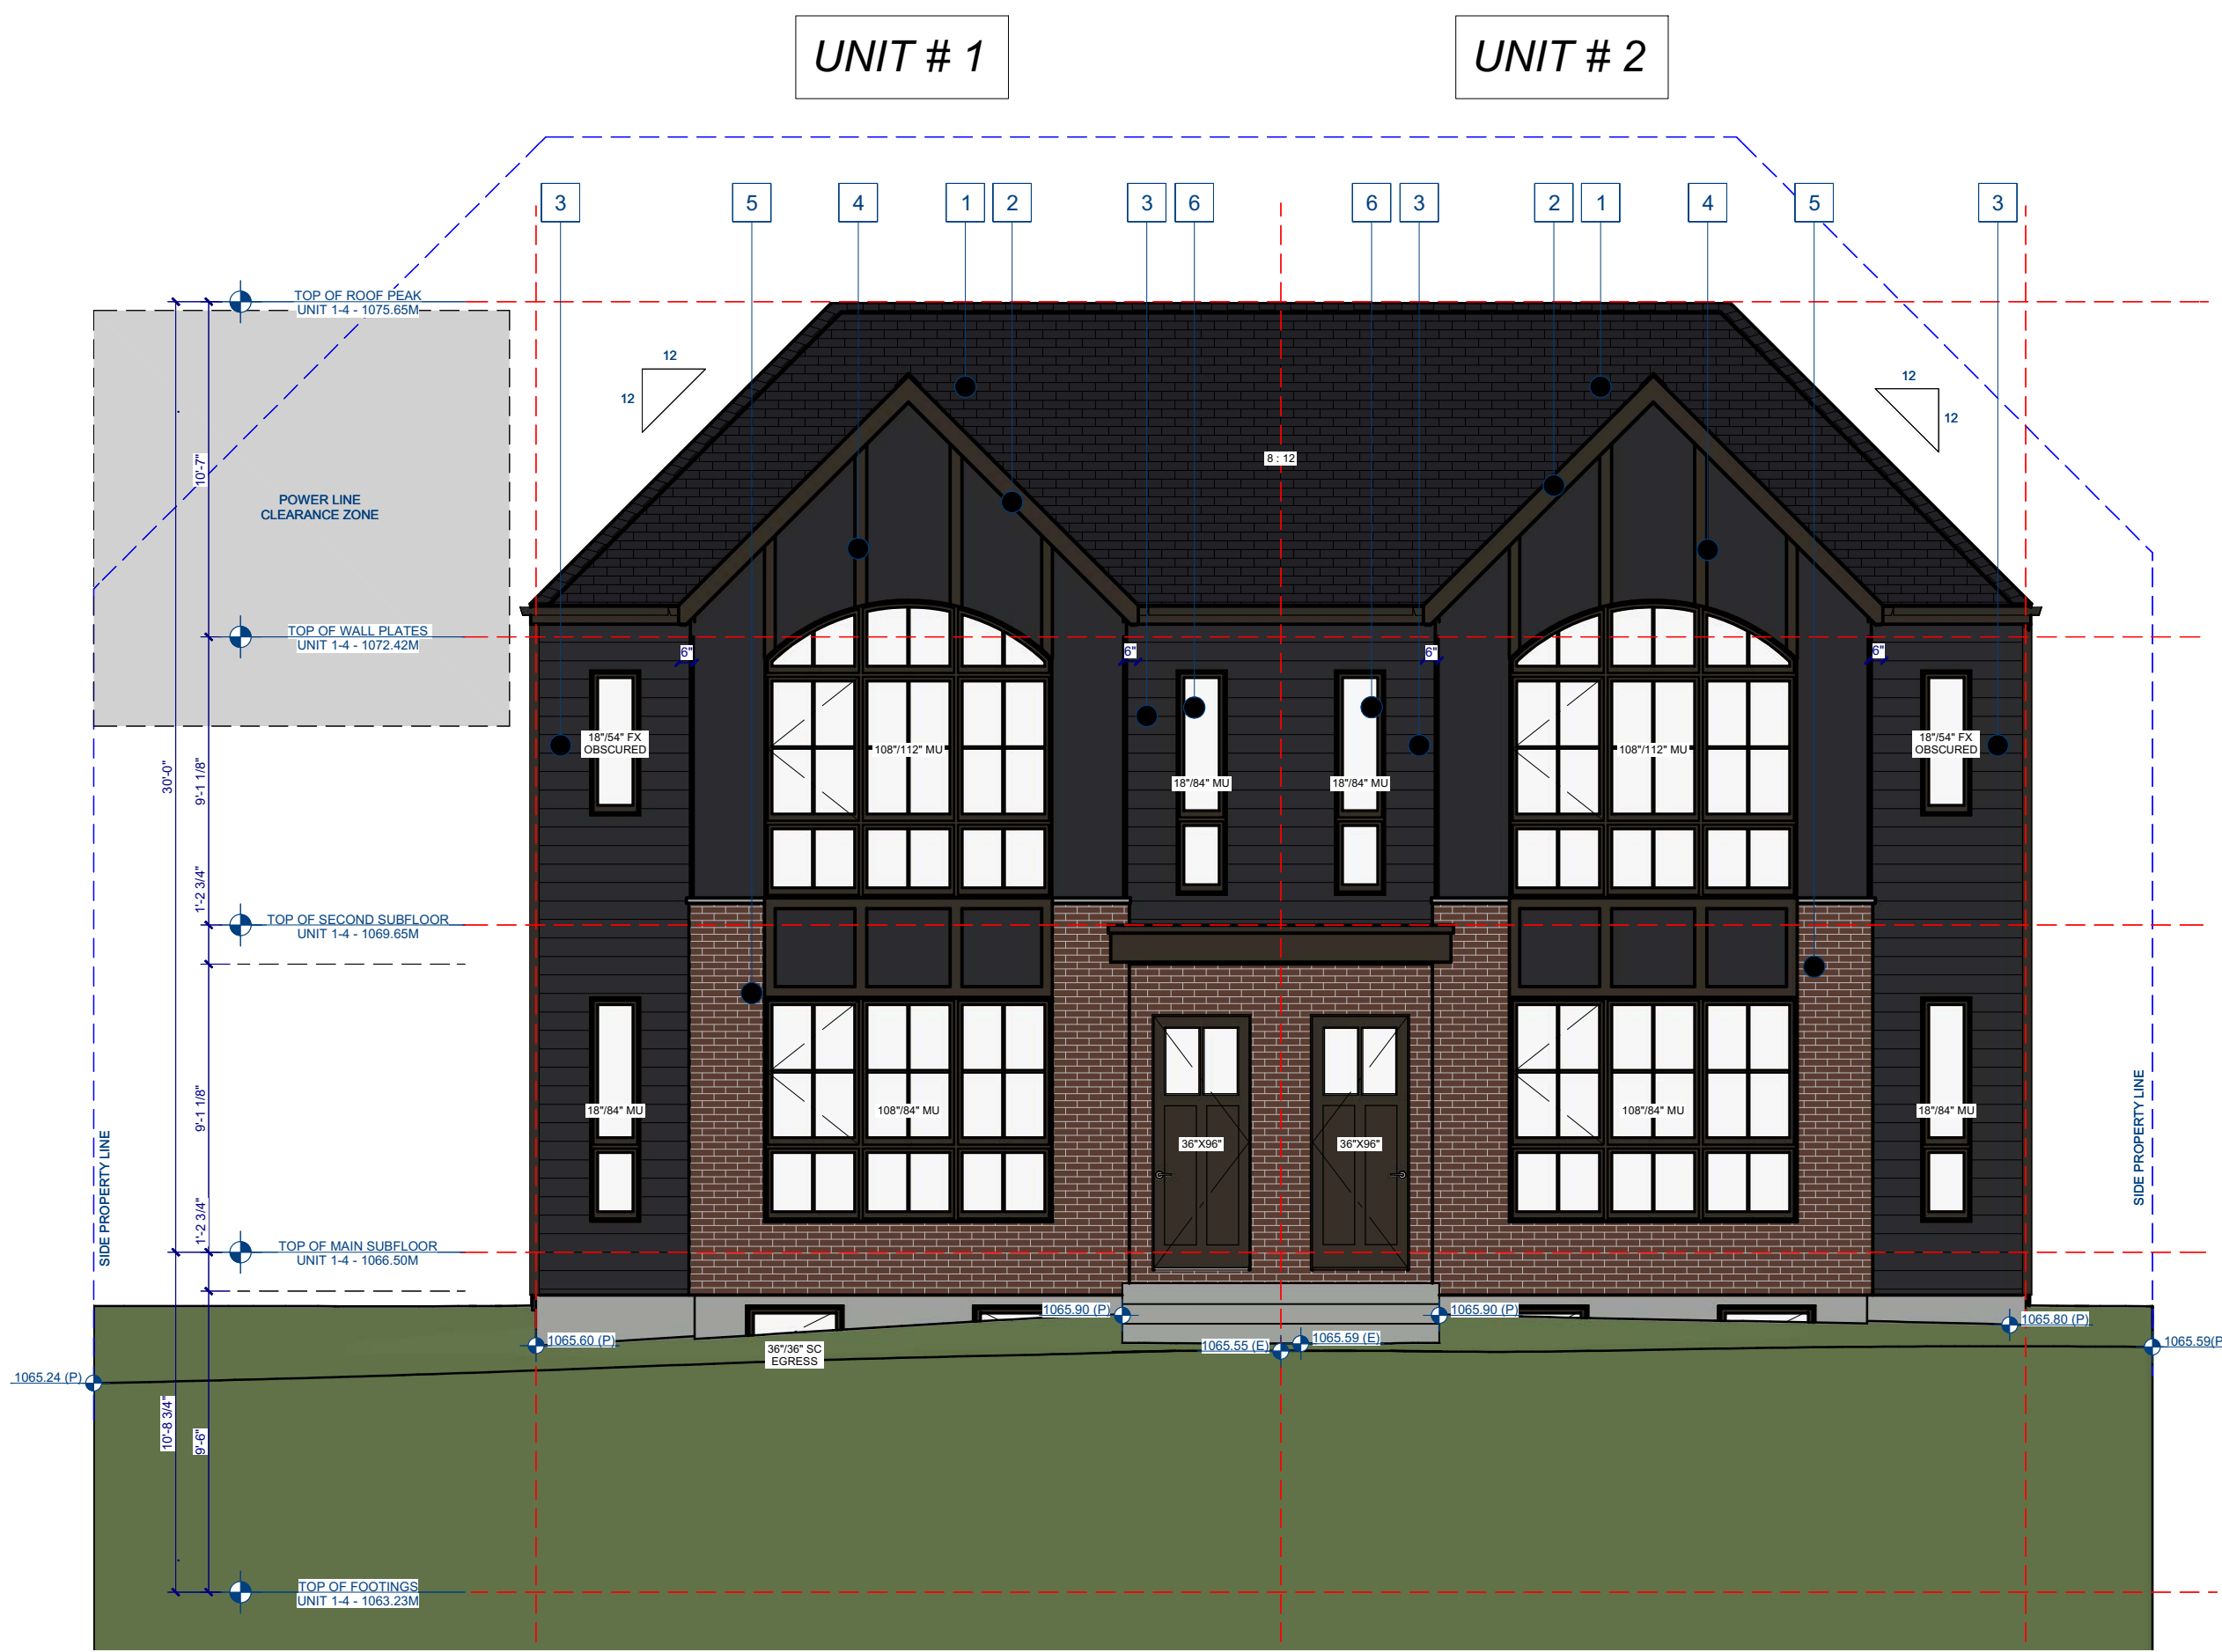 UNIT # 1
UNIT # 2
3
5
4
1
2
3
6
6
3
2
1
4
5
3
TOP OF ROOF PEAK
UNIT 1-4 - 1075.65M
12
12
12
12
8 : 12
10'-7"
POWER LINE
CLEARANCE ZONE
TOP OF WALL PLATES
UNIT 1-4 - 1072.42M
6"
6"
6"
6"
18"/54" FX
OBSCURED
108"/112" MU
18"/84" MU
18"/84" MU
108"/112" MU
18"/54" FX
OBSCURED
30'-0"
9'-1 1/8"
1'-2 3/4"
TOP OF SECOND SUBFLOOR
UNIT 1-4 - 1069.65M
9'-1 1/8"
18"/84" MU
108"/84" MU
36"X96"
36"X96"
108"/84" MU
18"/84" MU
SIDE PROPERTY LINE
SIDE PROPERTY LINE
1'-2 3/4"
TOP OF MAIN SUBFLOOR
UNIT 1-4 - 1066.50M
1065.90 (P)
1065.90 (P)
1065.60 (P)
1065.80 (P)
1065.55 (E)
1065.59 (E)
1065.59(P
36"/36" SC
EGRESS
1065.24 (P)
10'-8 3/4"
9'-6"
TOP OF FOOTINGS
UNIT 1-4 - 1063.23M